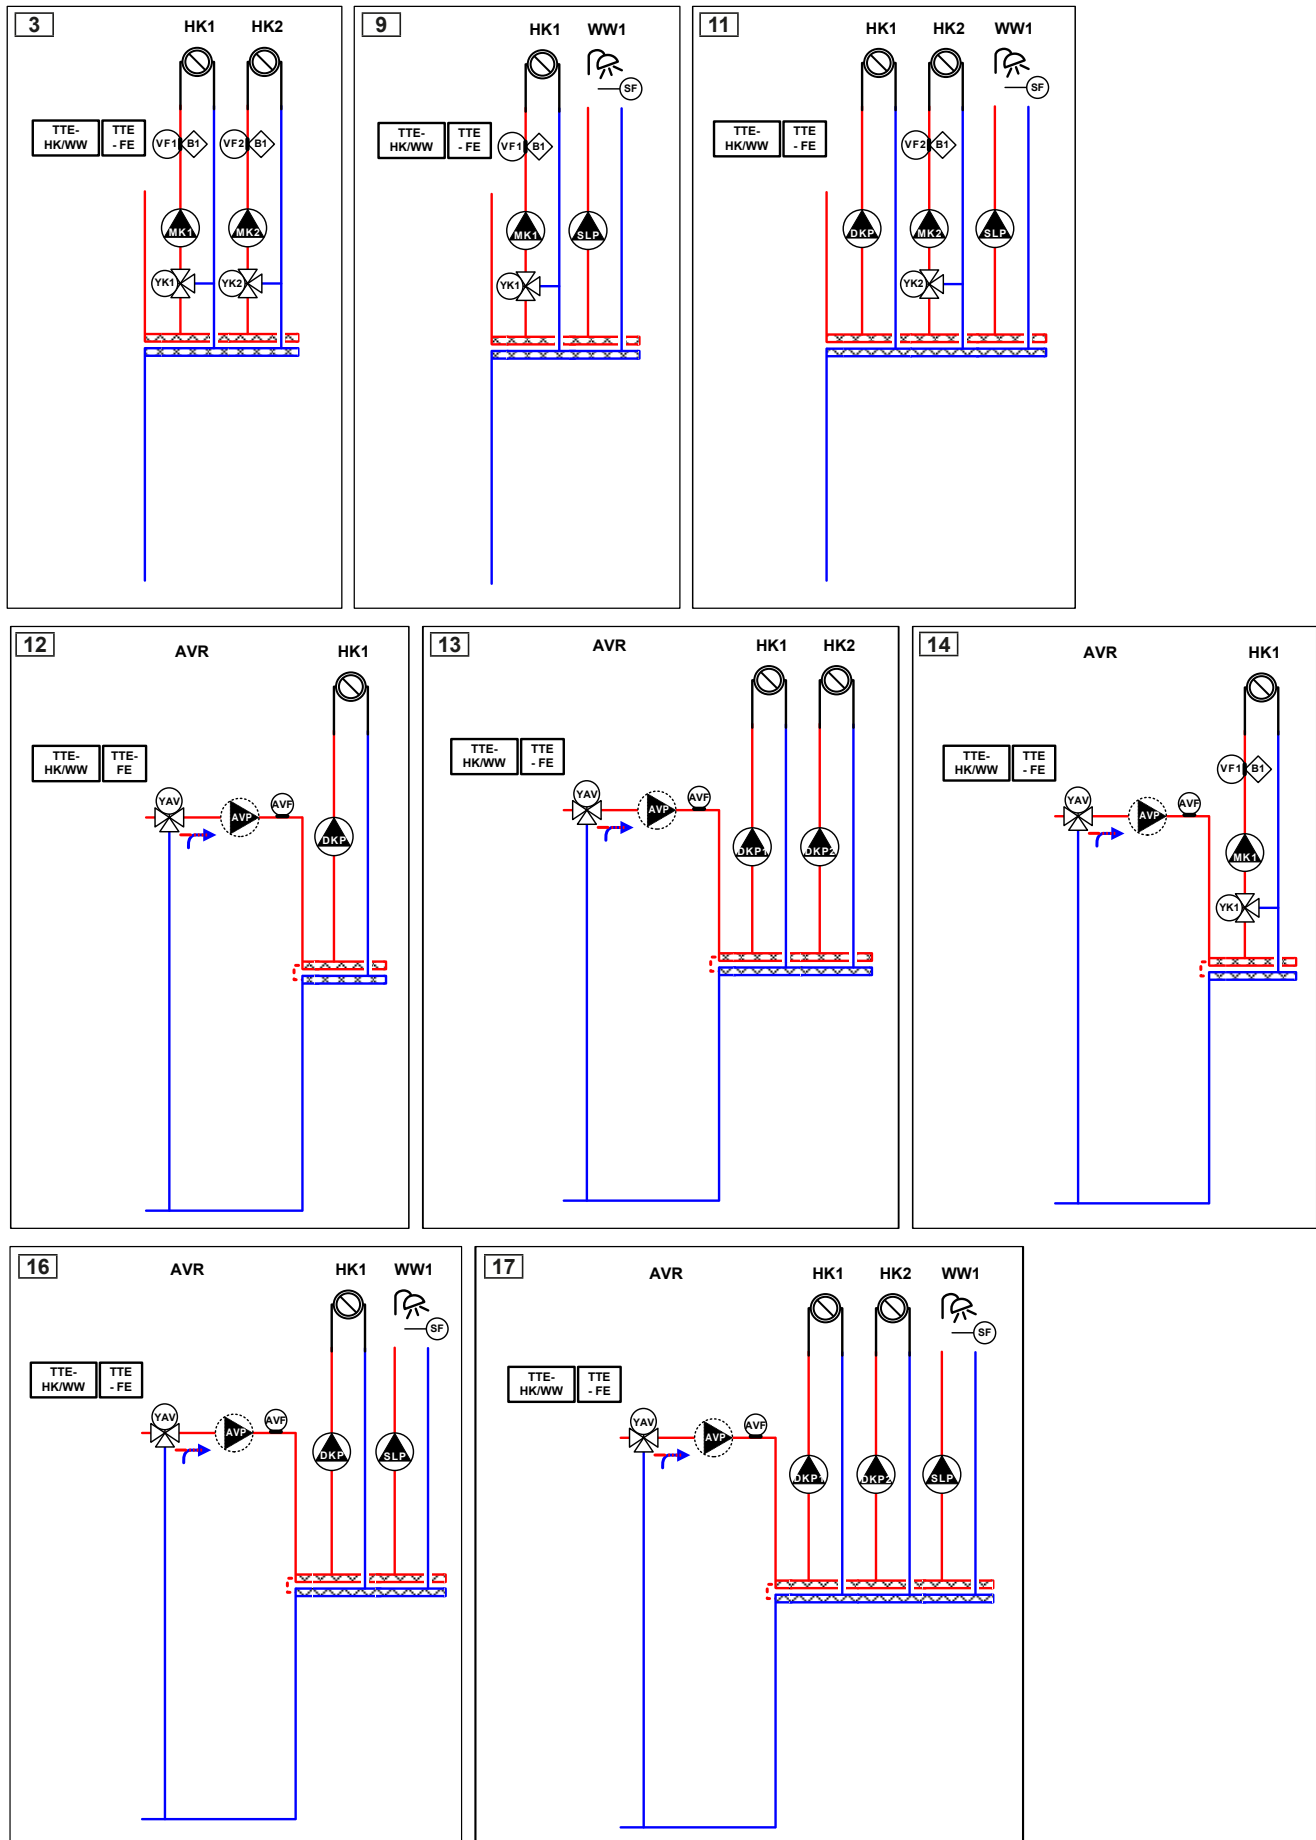 3
HK1 HK2
TTE-
HK/WW
TTE
- FE
VF1 B1 VF2 B1
MK1 MK2
YK1 YK2
9
HK1 WW1
SF
TTE-
HK/WW
TTE
- FE
VF1 B1
MK1 SLP
YK1
11
HK1 HK2 WW1
SF
TTE-
HK/WW
TTE
- FE
VF2 B1
DKP MK2 SLP
YK2
12
AVR HK1
TTE-
HK/WW
TTE-
FE
YAV AVP AVF
DKP
13
AVR HK1 HK2
TTE-
HK/WW
TTE
- FE
YAV AVP AVF
DKP1 DKP2
14
AVR HK1
TTE-
HK/WW
TTE
- FE
VF1 B1
YAV AVP AVF
MK1
YK1
16
AVR HK1 WW1
SF
TTE-
HK/WW
TTE
- FE
YAV AVP AVF
DKP SLP
17
AVR HK1 HK2 WW1
SF
TTE-
HK/WW
TTE
- FE
YAV AVP AVF
DKP1 DKP2 SLP